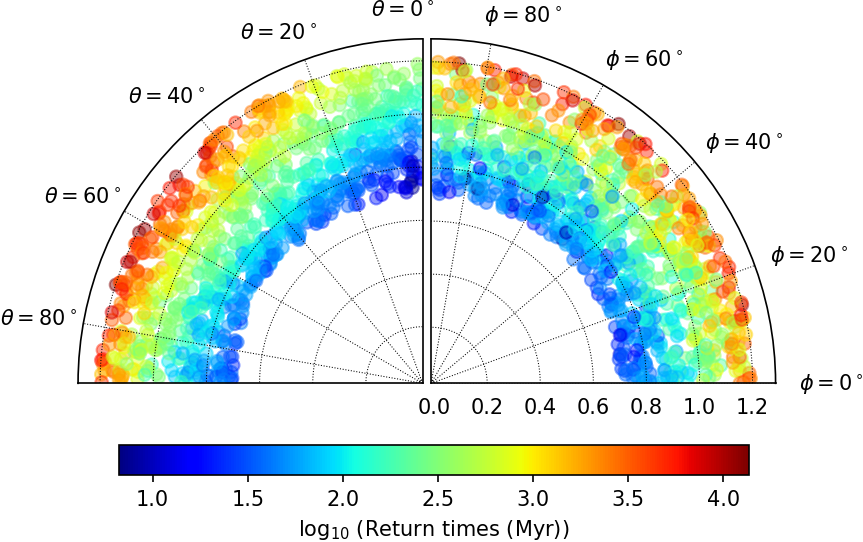 θ = 0°
θ = 20°
θ = 40°
θ = 60°
θ = 80°
ϕ = 80°
ϕ = 60°
ϕ = 40°
ϕ = 20°
ϕ = 0°
0.0 0.2 0.4 0.6 0.8 1.0 1.2
1.0 1.5 2.0 2.5 3.0 3.5 4.0
log₁₀ (Return times (Myr))